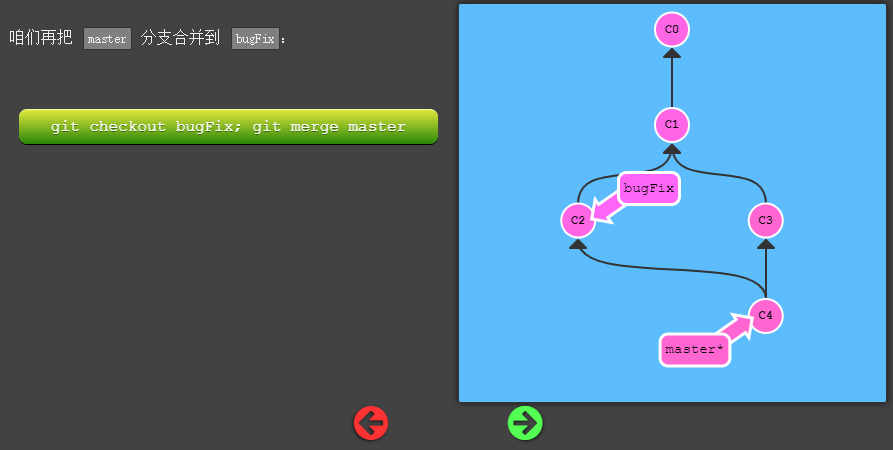 咱们再把 master 分支合并到 bugFix：
git checkout bugFix; git merge master
C0
C1
bugFix
C2
C3
C4
master*